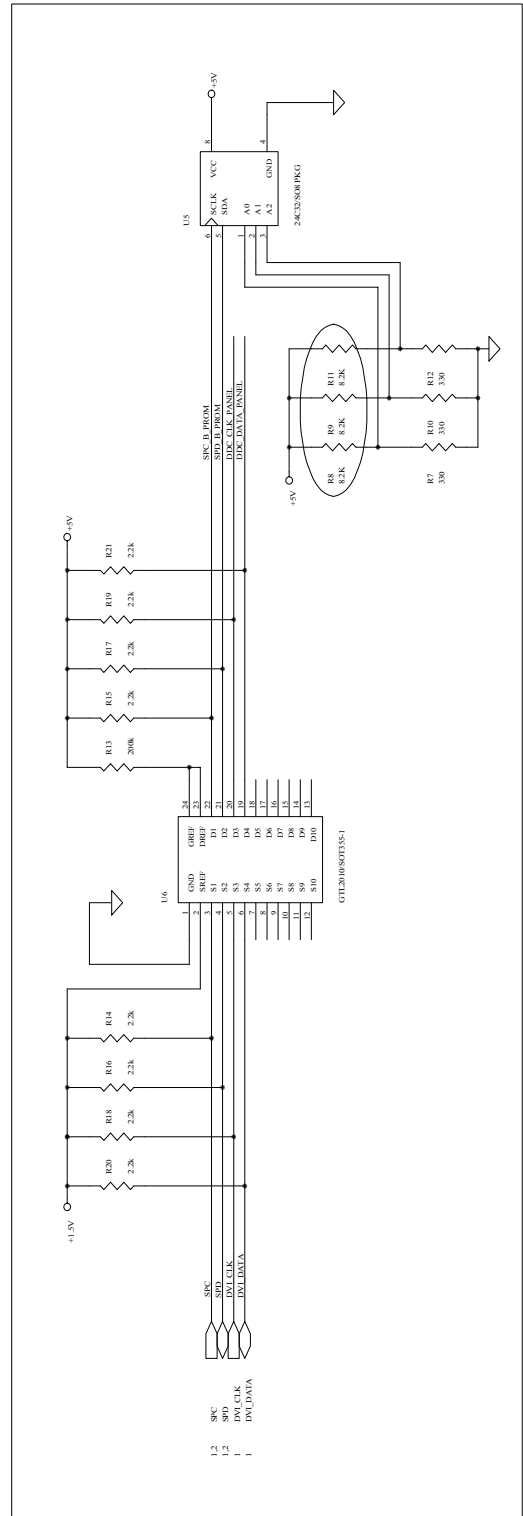 1,2 SPC
1,2 SPD
1 DVI_CLK
1 DVI_DATA
SPC
SPD
DVI_CLK
DVI_DATA
+1.5V
R20
2.2k
R18
2.2k
R16
2.2k
R14
2.2k
U6
1 GND GREF 24
2 SREF DREF 23
3 S1 D1 22
4 S2 D2 21
5 S3 D3 20
6 S4 D4 19
7 S5 D5 18
8 S6 D6 17
9 S7 D7 16
10 S8 D8 15
11 S9 D9 14
12 S10 D10 13
GTL2010/SOT355-1
R13
200k
R15
2.2k
R17
2.2k
R19
2.2k
R21
2.2k
+5V
SPC_B_PROM
SPD_B_PROM
DDC_CLK_PANEL
DDC_DATA_PANEL
U5
+5V
8 VCC
6 SCLK
5 SDA
1 A0
2 A1
3 A2
GND 4
24C32/SO8 PKG
+5V
R8
8.2K
R9
8.2K
R11
8.2K
R7
330
R10
330
R12
330